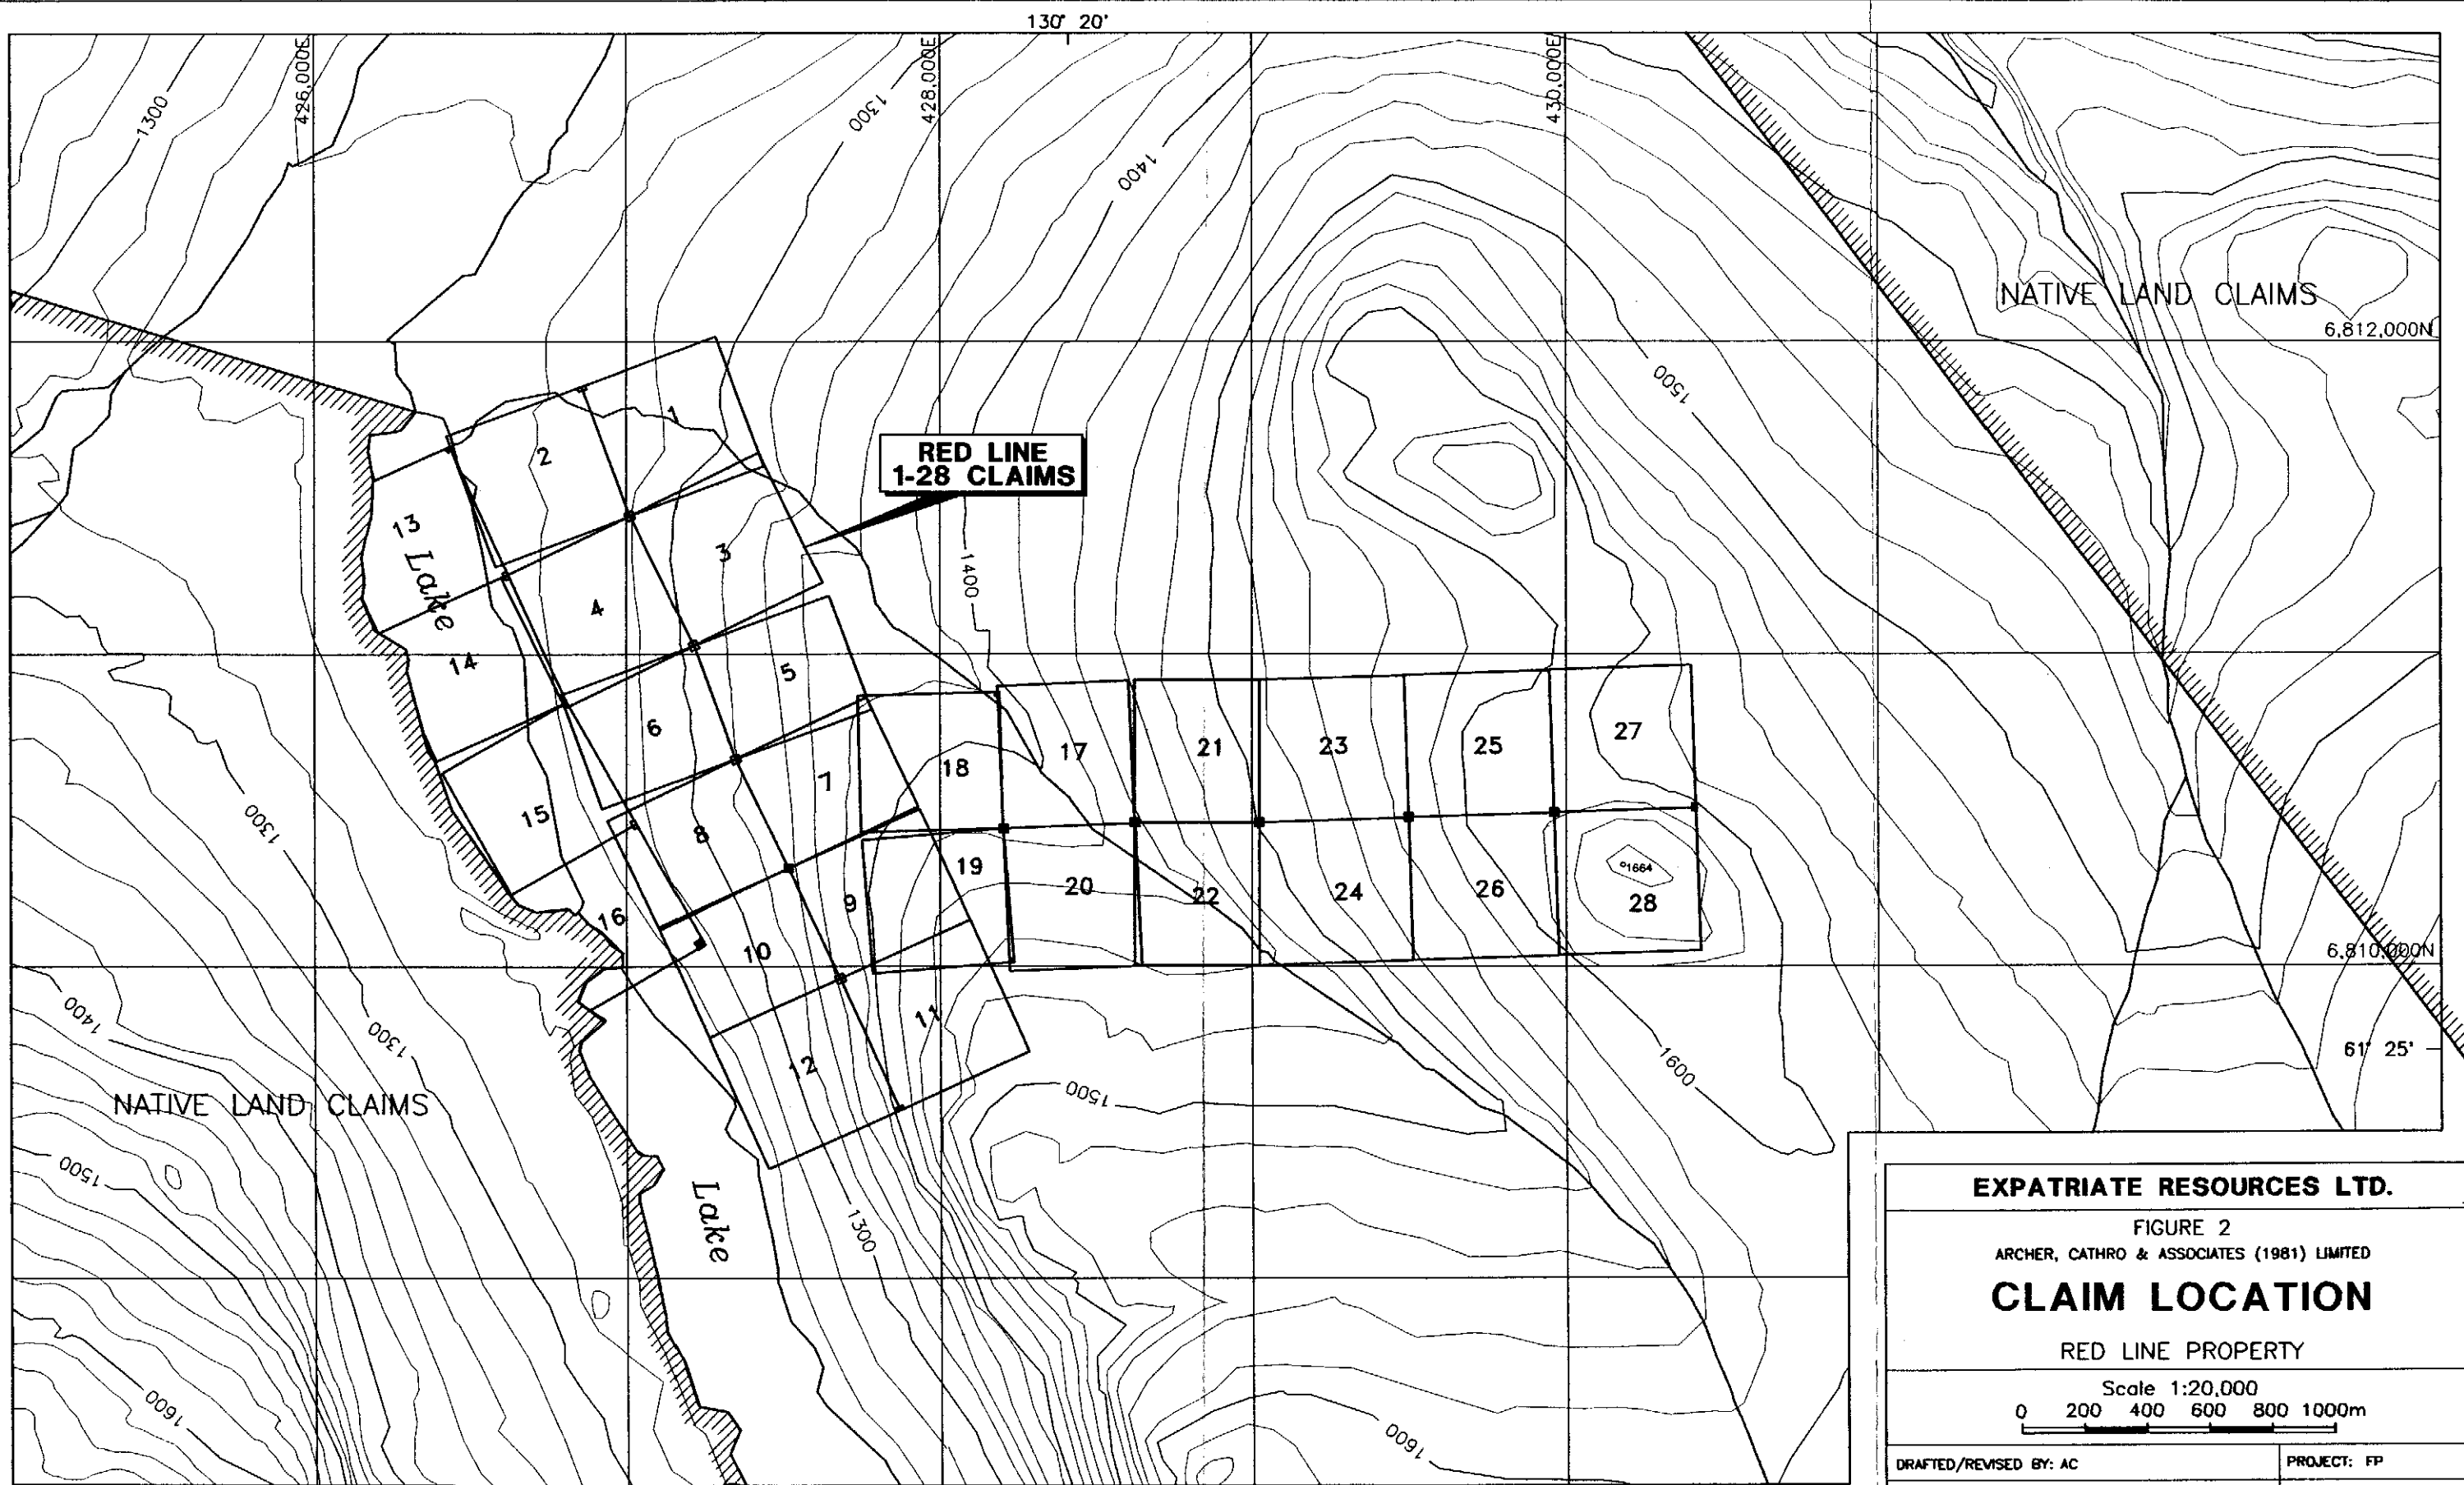 130° 20'
426,000E
428,000E
430,000E
1300
1300
1400
NATIVE LAND CLAIMS
6,812,000N
1500
1
2
RED LINE
1-28 CLAIMS
13
Lake
3
1400
4
14
5
6
17
21
23
25
27
18
7
15
8
1300
19
20
22
24
26
28
1664
9
16
10
6,810,000N
11
1400
1300
12
1500
1600
61° 25'
NATIVE LAND CLAIMS
1500
Lake
1300
1600
1600
EXPATRIATE RESOURCES LTD.
FIGURE 2
ARCHER, CATHRO & ASSOCIATES (1981) LIMITED
CLAIM LOCATION
RED LINE PROPERTY
Scale 1:20,000
0 200 400 600 800 1000m
DRAFTED/REVISED BY: AC
PROJECT: FP